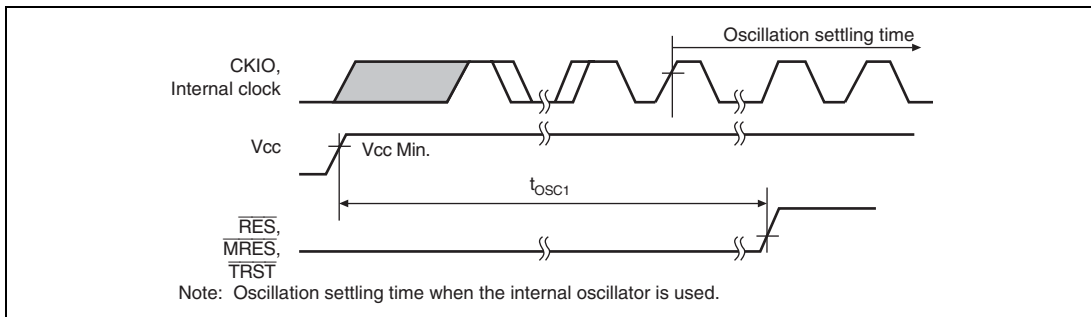 Oscillation settling time
CKIO,
Internal clock
Vcc
Vcc Min.
tOSC1
RES,
MRES,
TRST
Note: Oscillation settling time when the internal oscillator is used.